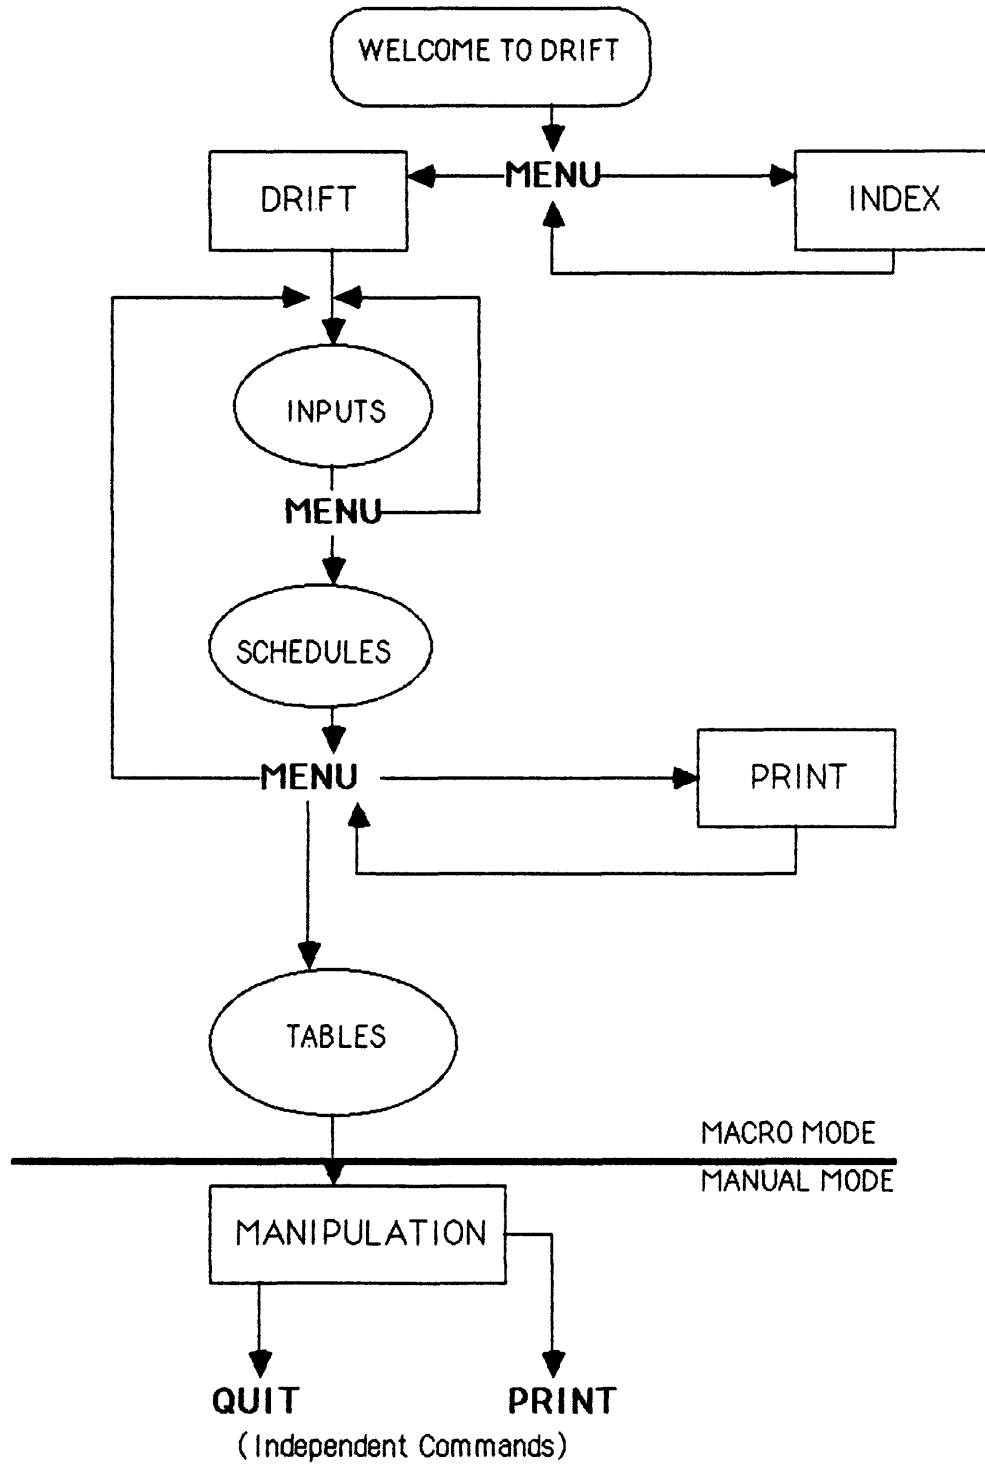 WELCOME TO DRIFT
MENU
DRIFT
INDEX
INPUTS
MENU
SCHEDULES
MENU
PRINT
TABLES
MACRO MODE
MANUAL MODE
MANIPULATION
QUIT
PRINT
(Independent Commands)